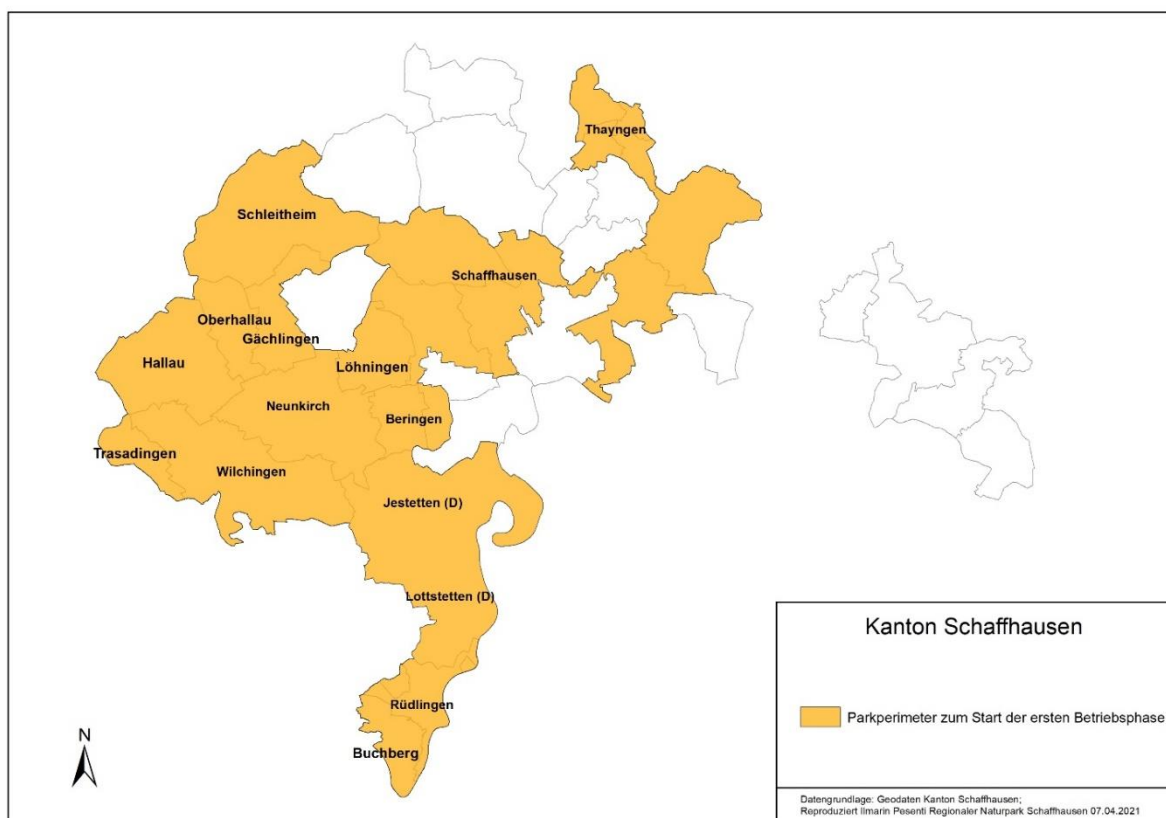 Thayngen
Schleitheim
Schaffhausen
Oberhallau
Gächlingen
Hallau
Löhningen
Neunkirch
Beringen
Trasadingen
Wilchingen
Jestetten (D)
Lottstetten (D)
Rüdlingen
Buchberg
N
Kanton Schaffhausen
Parkperimeter zum Start der ersten Betriebsphase
Datengrundlage: Geodaten Kanton Schaffhausen;
Reproduziert Ilmarin Pesenti Regionaler Naturpark Schaffhausen 07.04.2021